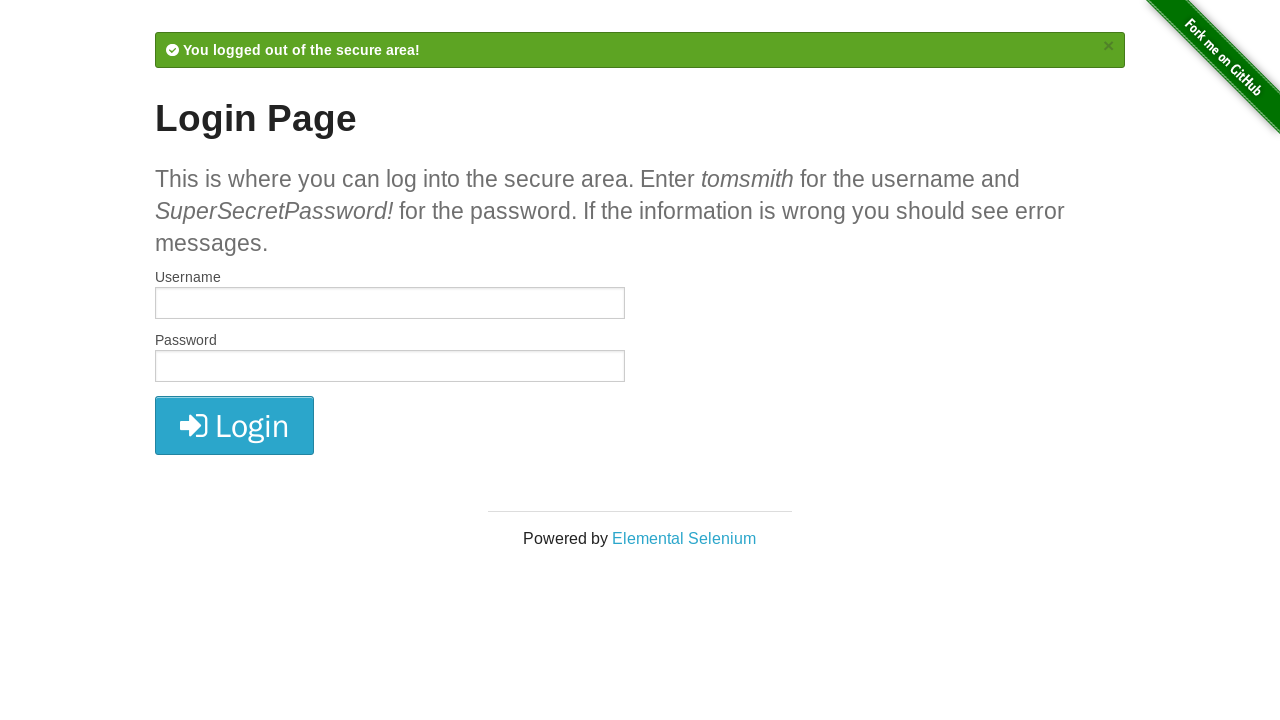 You logged out of the secure area!
×
Fork me on GitHub
Login Page
This is where you can log into the secure area. Enter tomsmith for the username and
SuperSecretPassword! for the password. If the information is wrong you should see error
messages.
Username
Password
Login
Powered by Elemental Selenium